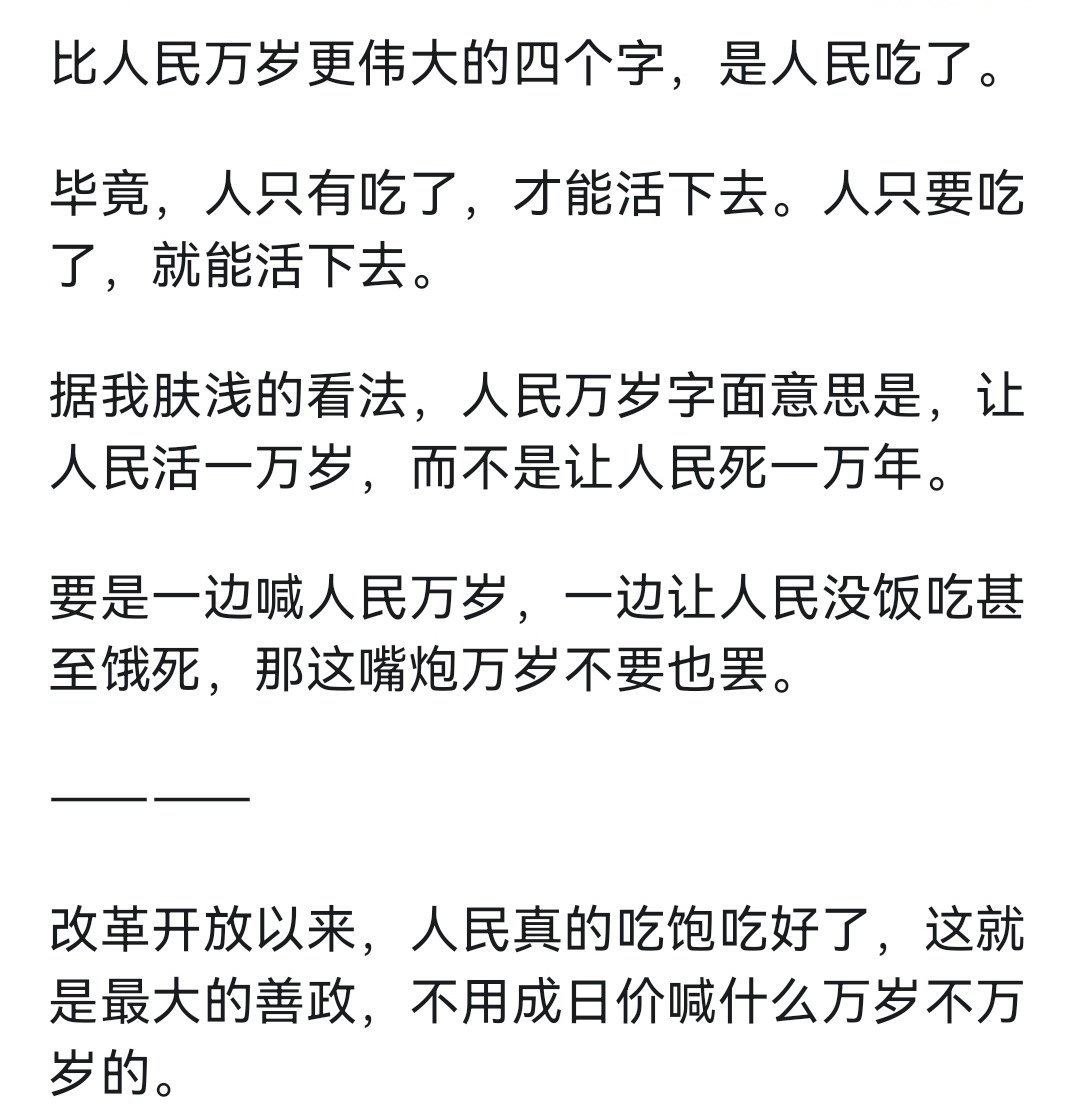 比人民万岁更伟大的四个字，是人民吃了。
毕竟，人只有吃了，才能活下去。人只要吃
了，就能活下去。
据我肤浅的看法，人民万岁字面意思是，让
人民活一万岁，而不是让人民死一万年。
要是一边喊人民万岁，一边让人民没饭吃甚
至饿死，那这嘴炮万岁不要也罢。
————
改革开放以来，人民真的吃饱吃好了，这就
是最大的善政，不用成日价喊什么万岁不万
岁的。